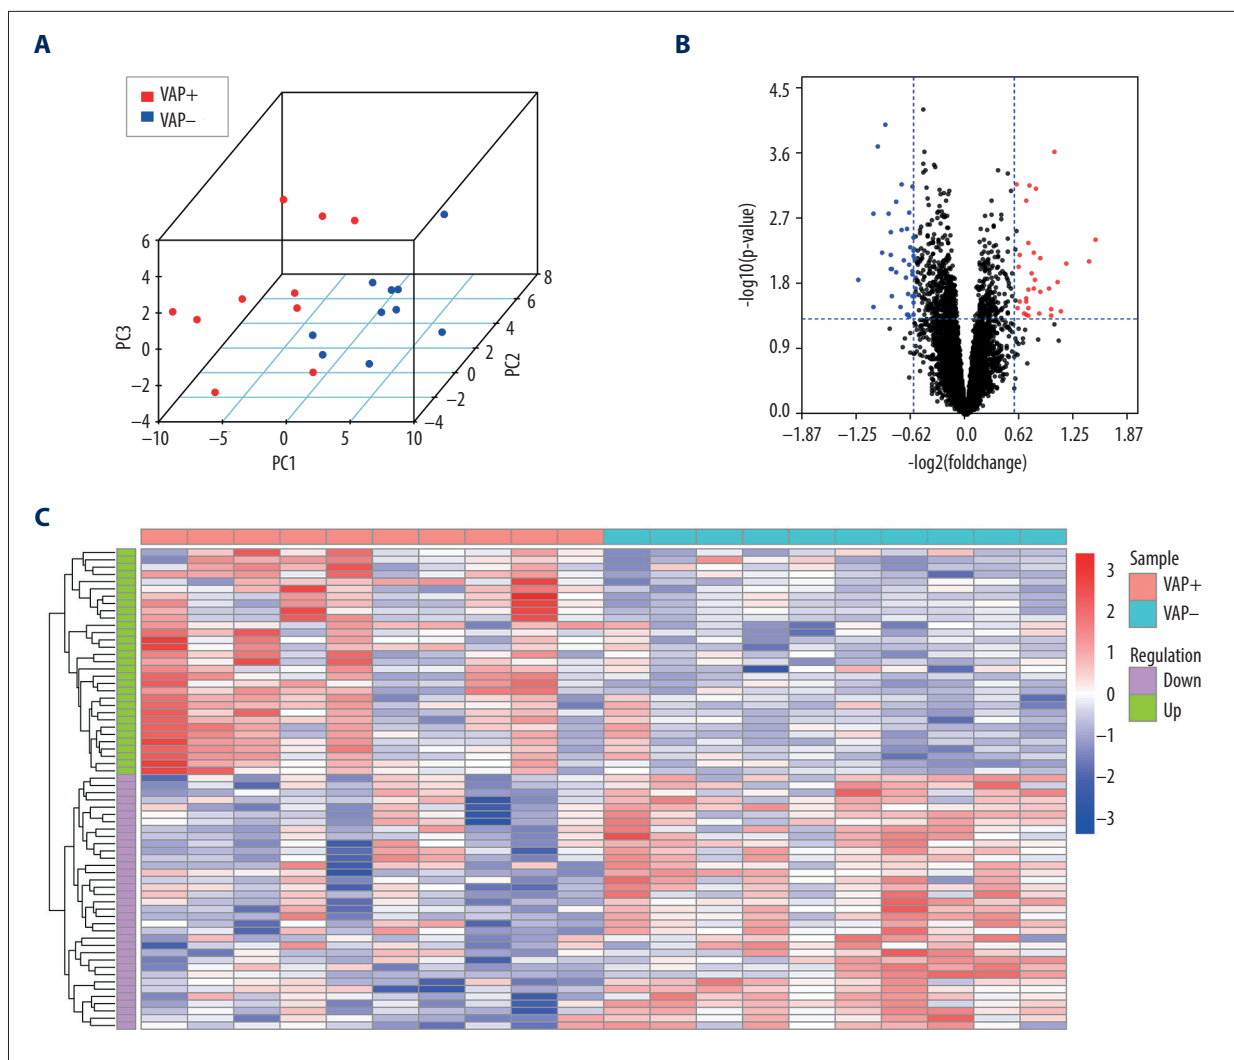 A
VAP+
VAP–
6
4
2
0
–2
–4
PC3
–10
–5
0
5
10
PC1
8
6
4
2
0
–2
–4
PC2
B
4.5
3.6
2.7
1.8
0.9
0.0
-log10(p-value)
–1.87
–1.25
–0.62
0.0
0.62
1.25
1.87
-log2(foldchange)
C
3
2
1
0
–1
–2
–3
Sample
VAP+
VAP–
Regulation
Down
Up